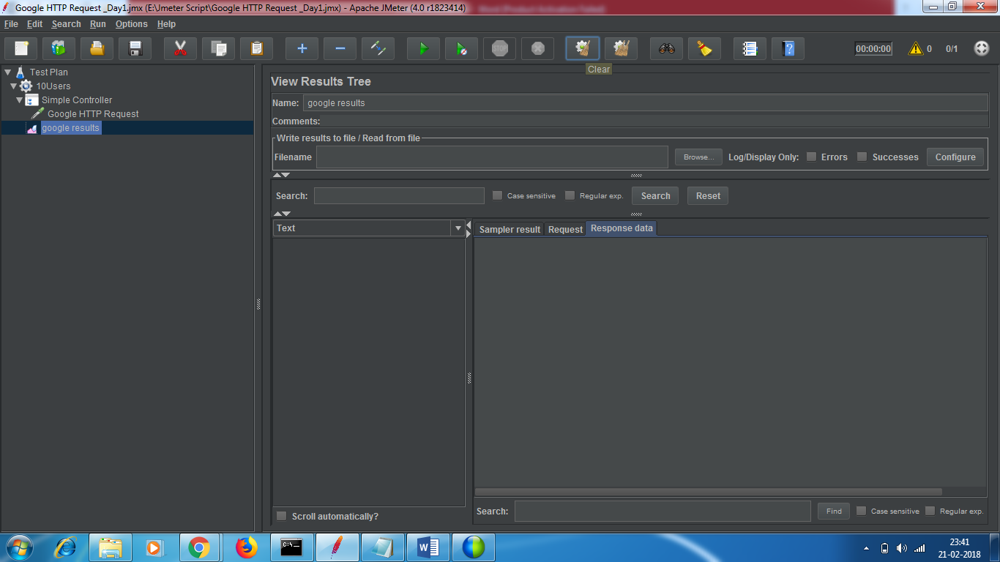 Google HTTP Request _Day1.jmx (E:\Jmeter Script\Google HTTP Request _Day1.jmx) - Apache JMeter (4.0 r1823414)
File Edit Search Run Options Help
STOP 00:00:00 0 0/1
Clear
Test Plan
10Users
Simple Controller
Google HTTP Request
google results
View Results Tree
Name: google results
Comments:
Write results to file / Read from file
Filename Browse... Log/Display Only: Errors Successes Configure
Search: Case sensitive Regular exp. Search Reset
Text
Sampler result Request Response data
Scroll automatically?
Search: Find Case sensitive Regular exp.
23:41
21-02-2018